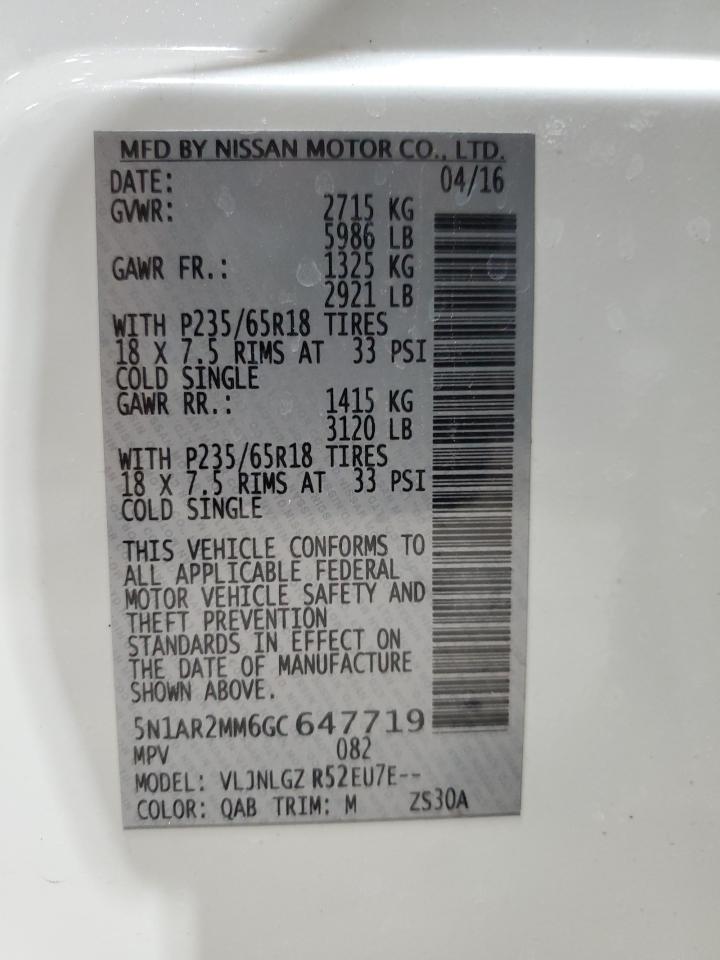 MFD BY NISSAN MOTOR CO., LTD.
DATE: 04/16
GVWR: 2715 KG
5986 LB
GAWR FR.: 1325 KG
2921 LB
WITH P235/65R18 TIRES
18 X 7.5 RIMS AT 33 PSI
COLD SINGLE
GAWR RR.: 1415 KG
3120 LB
WITH P235/65R18 TIRES
18 X 7.5 RIMS AT 33 PSI
COLD SINGLE
THIS VEHICLE CONFORMS TO
ALL APPLICABLE FEDERAL
MOTOR VEHICLE SAFETY AND
THEFT PREVENTION
STANDARDS IN EFFECT ON
THE DATE OF MANUFACTURE
SHOWN ABOVE.
5N1AR2MM6GC 647719
MPV 082
MODEL: VLJNLGZ R52EU7E--
COLOR: QAB TRIM: M ZS30A